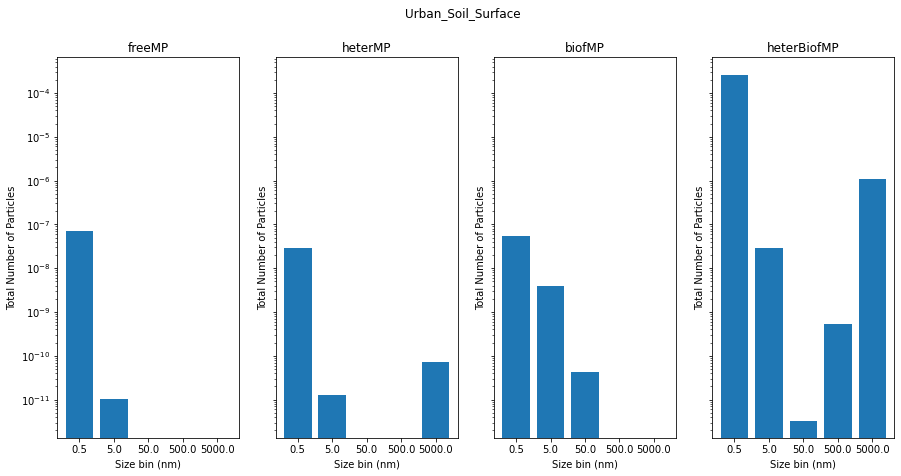 Urban_Soil_Surface
freeMP
heterMP
biofMP
heterBiofMP
Total Number of Particles
10⁻⁴
10⁻⁵
10⁻⁶
10⁻⁷
10⁻⁸
10⁻⁹
10⁻¹⁰
10⁻¹¹
0.5 5.0 50.0 500.0 5000.0
Size bin (nm)
Total Number of Particles
0.5 5.0 50.0 500.0 5000.0
Size bin (nm)
Total Number of Particles
0.5 5.0 50.0 500.0 5000.0
Size bin (nm)
Total Number of Particles
0.5 5.0 50.0 500.0 5000.0
Size bin (nm)